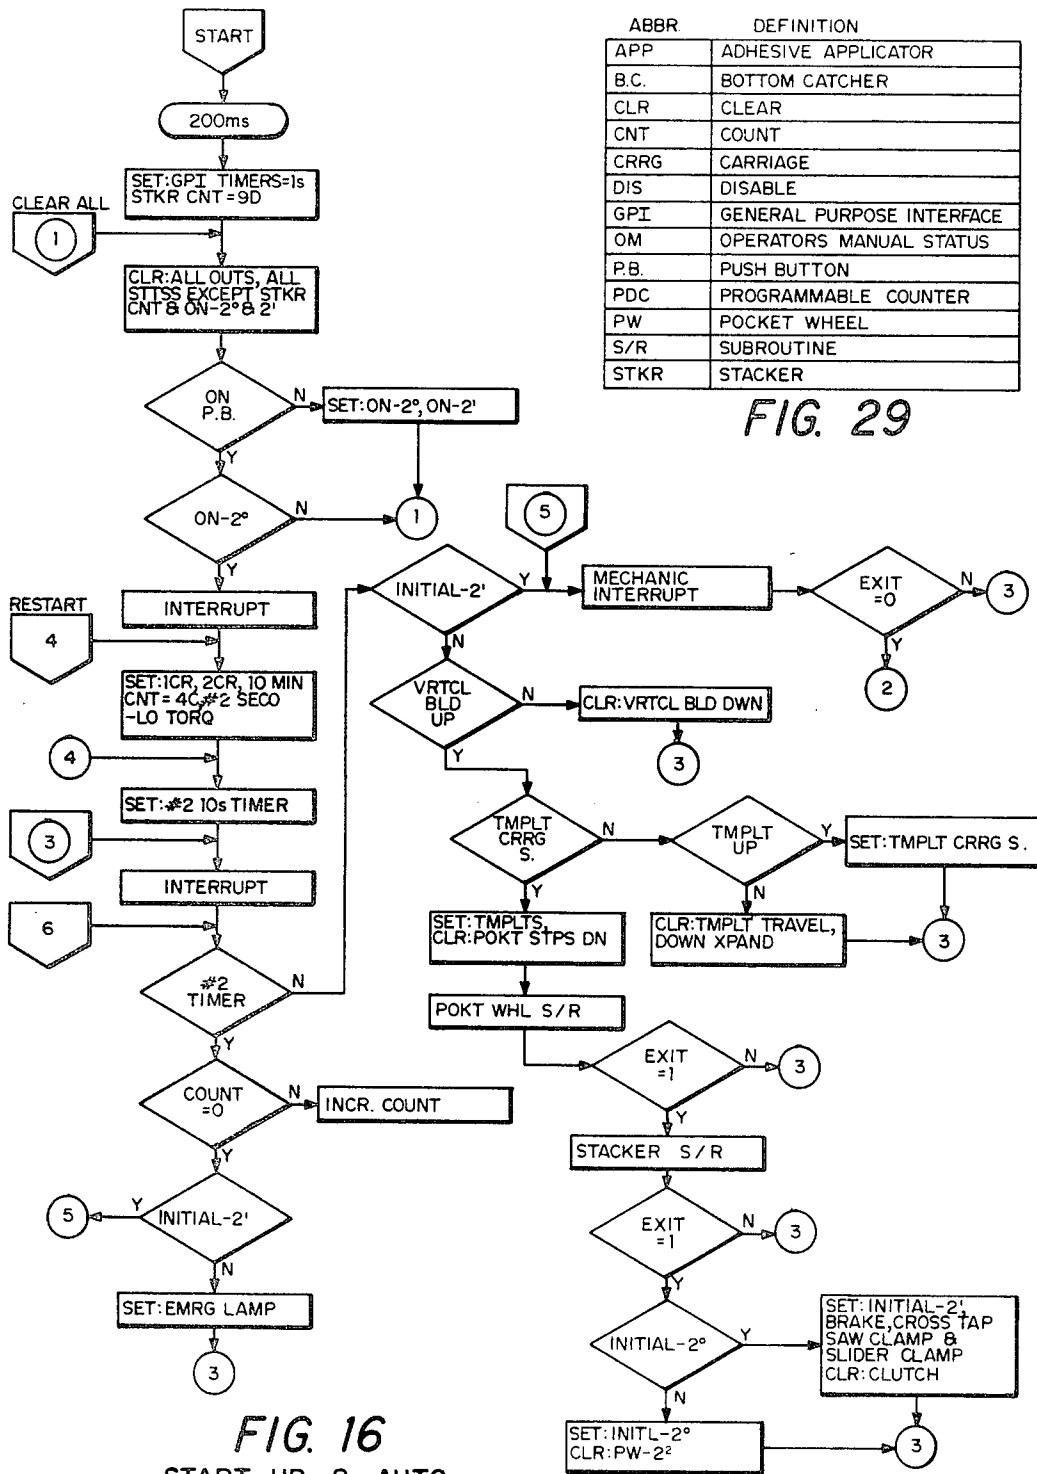 START
200ms
SET:GPI TIMERS=1s
STKR CNT=9D
CLEAR ALL
1
CLR:ALL OUTS, ALL
STTSS EXCEPT STKR
CNT & ON-2° & 2'
ON
P.B.
N
SET:ON-2°, ON-2'
Y
ON-2°
N
1
Y
INTERRUPT
RESTART
4
SET:1CR, 2CR, 10 MIN
CNT=4C,#2 SECO
-LO TORQ
4
SET:#2 10s TIMER
3
INTERRUPT
6
#2
TIMER
N
Y
COUNT
=0
N
INCR. COUNT
Y
INITIAL-2'
Y
5
N
SET:EMRG LAMP
3
ABBR. DEFINITION
APP ADHESIVE APPLICATOR
B.C. BOTTOM CATCHER
CLR CLEAR
CNT COUNT
CRRG CARRIAGE
DIS DISABLE
GPI GENERAL PURPOSE INTERFACE
OM OPERATORS MANUAL STATUS
P.B. PUSH BUTTON
PDC PROGRAMMABLE COUNTER
PW POCKET WHEEL
S/R SUBROUTINE
STKR STACKER
FIG. 29
5
INITIAL-2'
Y
MECHANIC
INTERRUPT
EXIT
=0
N
3
Y
2
N
VRTCL
BLD
UP
N
CLR:VRTCL BLD DWN
3
Y
TMPLT
CRRG
S.
N
TMPLT
UP
Y
SET:TMPLT CRRG S.
N
CLR:TMPLT TRAVEL,
DOWN XPAND
3
Y
SET:TMPLTS,
CLR:POKT STPS DN
POKT WHL S/R
EXIT
=1
N
3
Y
STACKER S/R
EXIT
=1
N
3
Y
INITIAL-2°
Y
SET:INITIAL-2',
BRAKE,CROSS TAP
SAW CLAMP &
SLIDER CLAMP
CLR:CLUTCH
N
SET:INITL-2°
CLR:PW-2²
3
FIG. 16
START UP & AUTO